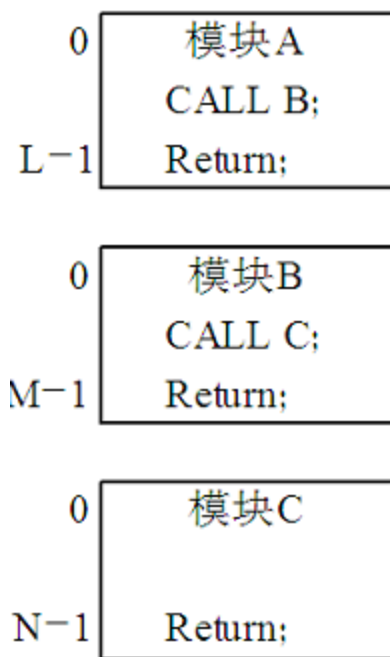 0 模块A
CALL B;
L-1 Return;
0 模块B
CALL C;
M-1 Return;
0 模块C
N-1 Return;